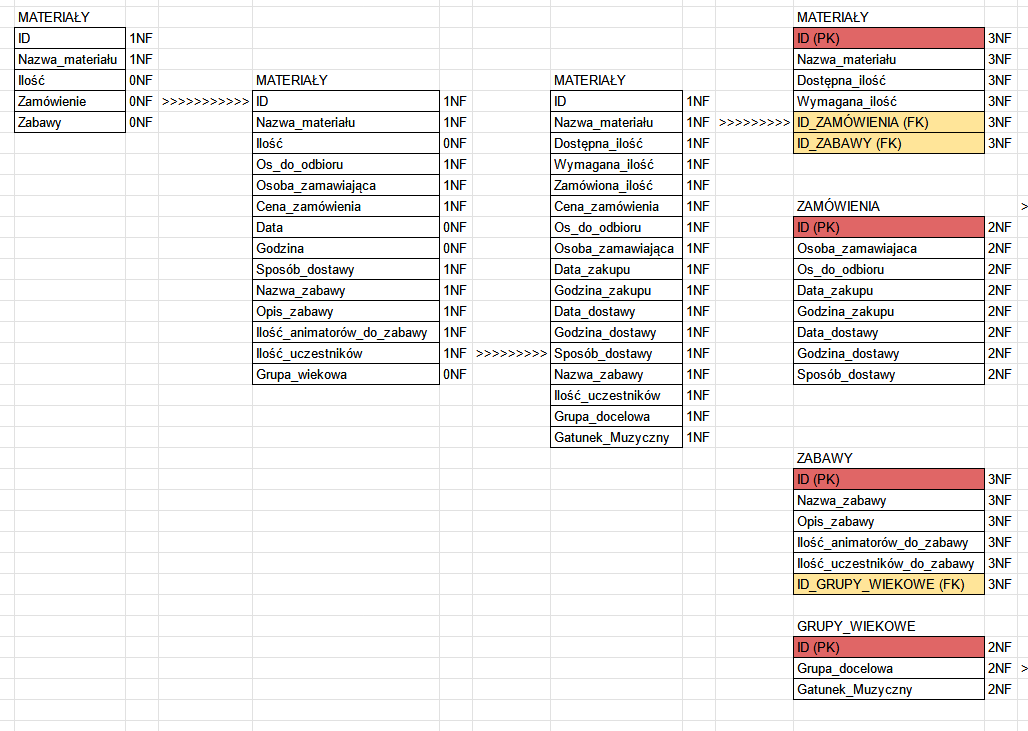 MATERIAŁY
ID 1NF
Nazwa_materiału 1NF
Ilość 0NF
Zamówienie 0NF >>>>>>>>>>>
Zabawy 0NF
MATERIAŁY
ID 1NF
Nazwa_materiału 1NF
Ilość 0NF
Os_do_odbioru 1NF
Osoba_zamawiająca 1NF
Cena_zamówienia 1NF
Data 0NF
Godzina 0NF
Sposób_dostawy 1NF
Nazwa_zabawy 1NF
Opis_zabawy 1NF
Ilość_animatorów_do_zabawy 1NF
Ilość_uczestników 1NF >>>>>>>>>
Grupa_wiekowa 0NF
MATERIAŁY
ID 1NF
Nazwa_materiału 1NF >>>>>>>>>
Dostępna_ilość 1NF
Wymagana_ilość 1NF
Zamówiona_ilość 1NF
Cena_zamówienia 1NF
Os_do_odbioru 1NF
Osoba_zamawiająca 1NF
Data_zakupu 1NF
Godzina_zakupu 1NF
Data_dostawy 1NF
Godzina_dostawy 1NF
Sposób_dostawy 1NF
Nazwa_zabawy 1NF
Ilość_uczestników 1NF
Grupa_docelowa 1NF
Gatunek_Muzyczny 1NF
MATERIAŁY
ID (PK) 3NF
Nazwa_materiału 3NF
Dostępna_ilość 3NF
Wymagana_ilość 3NF
ID_ZAMÓWIENIA (FK) 3NF
ID_ZABAWY (FK) 3NF
ZAMÓWIENIA >
ID (PK) 2NF
Osoba_zamawiajaca 2NF
Os_do_odbioru 2NF
Data_zakupu 2NF
Godzina_zakupu 2NF
Data_dostawy 2NF
Godzina_dostawy 2NF
Sposób_dostawy 2NF
ZABAWY
ID (PK) 3NF
Nazwa_zabawy 3NF
Opis_zabawy 3NF
Ilość_animatorów_do_zabawy 3NF
Ilość_uczestników_do_zabawy 3NF
ID_GRUPY_WIEKOWE (FK) 3NF
GRUPY_WIEKOWE
ID (PK) 2NF
Grupa_docelowa 2NF >
Gatunek_Muzyczny 2NF